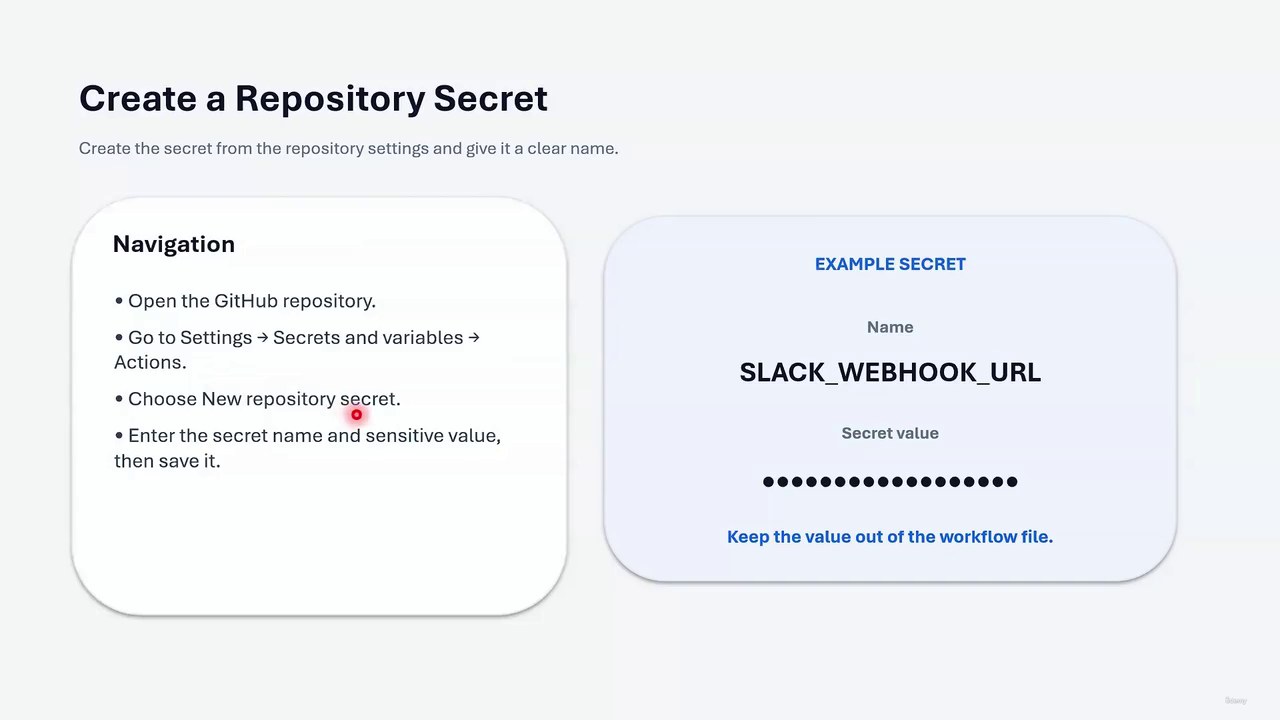 Create a Repository Secret
Create the secret from the repository settings and give it a clear name.
Navigation
• Open the GitHub repository.
• Go to Settings → Secrets and variables →
Actions.
• Choose New repository secret.
• Enter the secret name and sensitive value,
then save it.
EXAMPLE SECRET
Name
SLACK_WEBHOOK_URL
Secret value
••••••••••••••••••
Keep the value out of the workflow file.